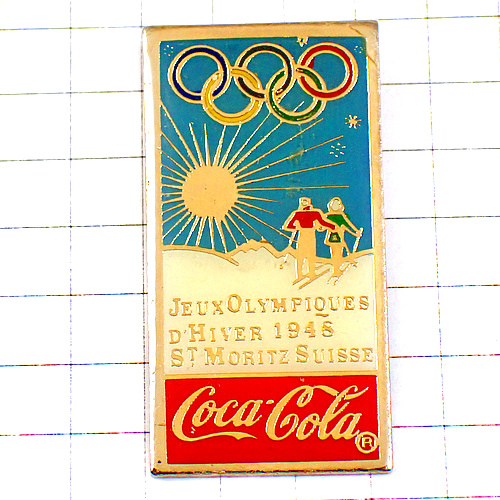 JEUX OLYMPIQUES
D'HIVER 1948
ST MORITZ SUISSE
Coca-Cola ®